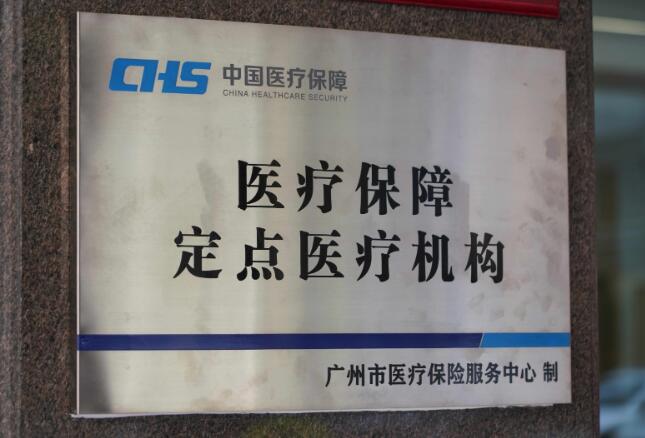 CHS 中国医疗保障
CHINA HEALTHCARE SECURITY
医疗保障
定点医疗机构
广州市医疗保险服务中心 制